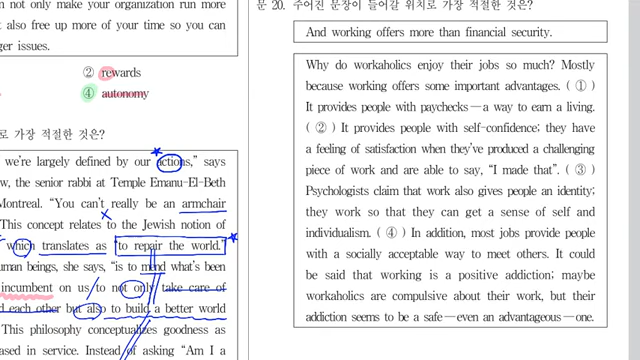 n not only make your organization run more
t also free up more of your time so you can
ger issues.
② rewards
④ autonomy
로 가장 적절한 것은?
we're largely defined by our actions," says
w, the senior rabbi at Temple Emanu-El-Beth
Montreal. "You can't really be an armchair
This concept relates to the Jewish notion of
which translates as "to repair the world."
uman beings, she says, "is to mend what's been
incumbent on us to not only take care of
d each other but also to build a better world
This philosophy conceptualizes goodness as
ased in service. Instead of asking "Am I a
문 20. 주어진 문장이 들어갈 위치로 가장 적절한 것은?
And working offers more than financial security.
Why do workaholics enjoy their jobs so much? Mostly
because working offers some important advantages. ( ① )
It provides people with paychecks—a way to earn a living.
( ② ) It provides people with self-confidence; they have
a feeling of satisfaction when they've produced a challenging
piece of work and are able to say, "I made that". ( ③ )
Psychologists claim that work also gives people an identity;
they work so that they can get a sense of self and
individualism. ( ④ ) In addition, most jobs provide people
with a socially acceptable way to meet others. It could
be said that working is a positive addiction; maybe
workaholics are compulsive about their work, but their
addiction seems to be a safe—even an advantageous—one.